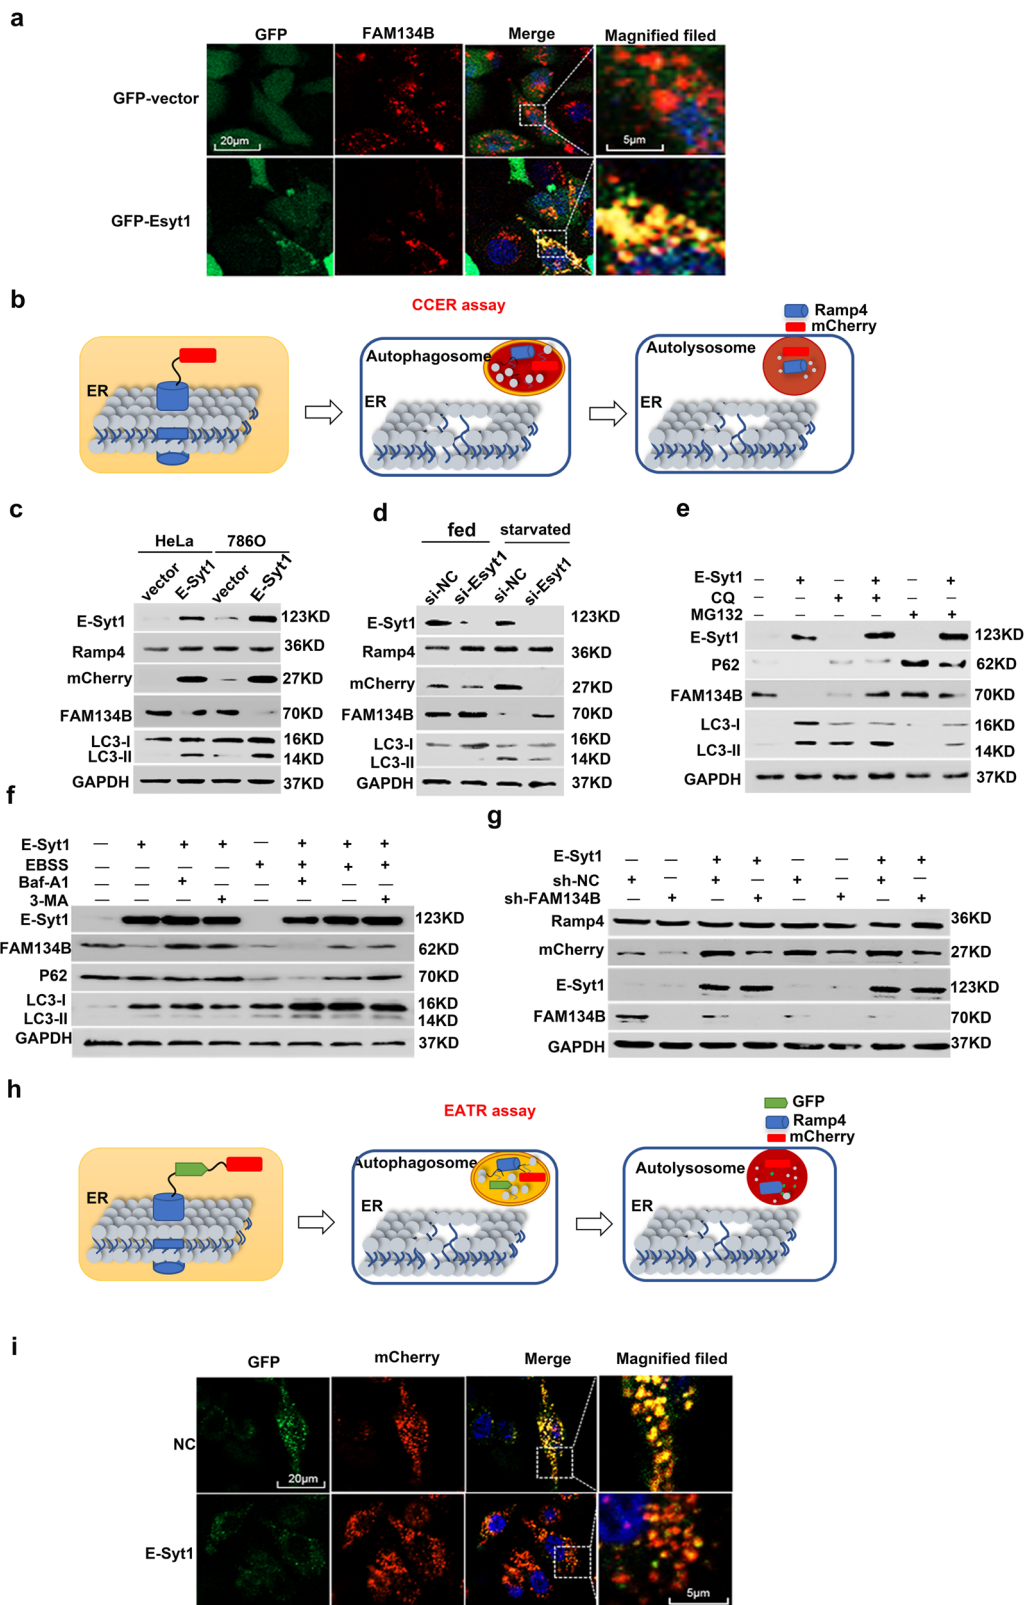 a
GFP FAM134B Merge Magnified filed
GFP-vector
20μm 5μm
GFP-Esyt1
b
CCER assay
Ramp4
mCherry
ER
Autophagosome
ER
Autolysosome
ER
c
HeLa 786O
vector E-Syt1 vector E-Syt1
E-Syt1 123KD
Ramp4 36KD
mCherry 27KD
FAM134B 70KD
LC3-I 16KD
LC3-II 14KD
GAPDH 37KD
d
fed starvated
si-NC si-Esyt1 si-NC si-Esyt1
E-Syt1 123KD
Ramp4 36KD
mCherry 27KD
FAM134B 70KD
LC3-I 16KD
LC3-II 14KD
GAPDH 37KD
e
E-Syt1 – + – + – +
CQ – – + + – –
MG132 – – – – + +
E-Syt1 123KD
P62 62KD
FAM134B 70KD
LC3-I 16KD
LC3-II 14KD
GAPDH 37KD
f
E-Syt1 — + + + — + + +
EBSS — — — — + + + +
Baf-A1 — — + — — + — —
3-MA — — — + — — — +
E-Syt1 123KD
FAM134B 62KD
P62 70KD
LC3-I 16KD
LC3-II 14KD
GAPDH 37KD
g
E-Syt1 — — + + — — + +
sh-NC + — + — + — + —
sh-FAM134B — + — + — + — +
Ramp4 36KD
mCherry 27KD
E-Syt1 123KD
FAM134B 70KD
GAPDH 37KD
h
EATR assay
GFP
Ramp4
mCherry
ER
Autophagosome
ER
Autolysosome
ER
i
GFP mCherry Merge Magnified filed
NC
20μm
E-Syt1
5μm